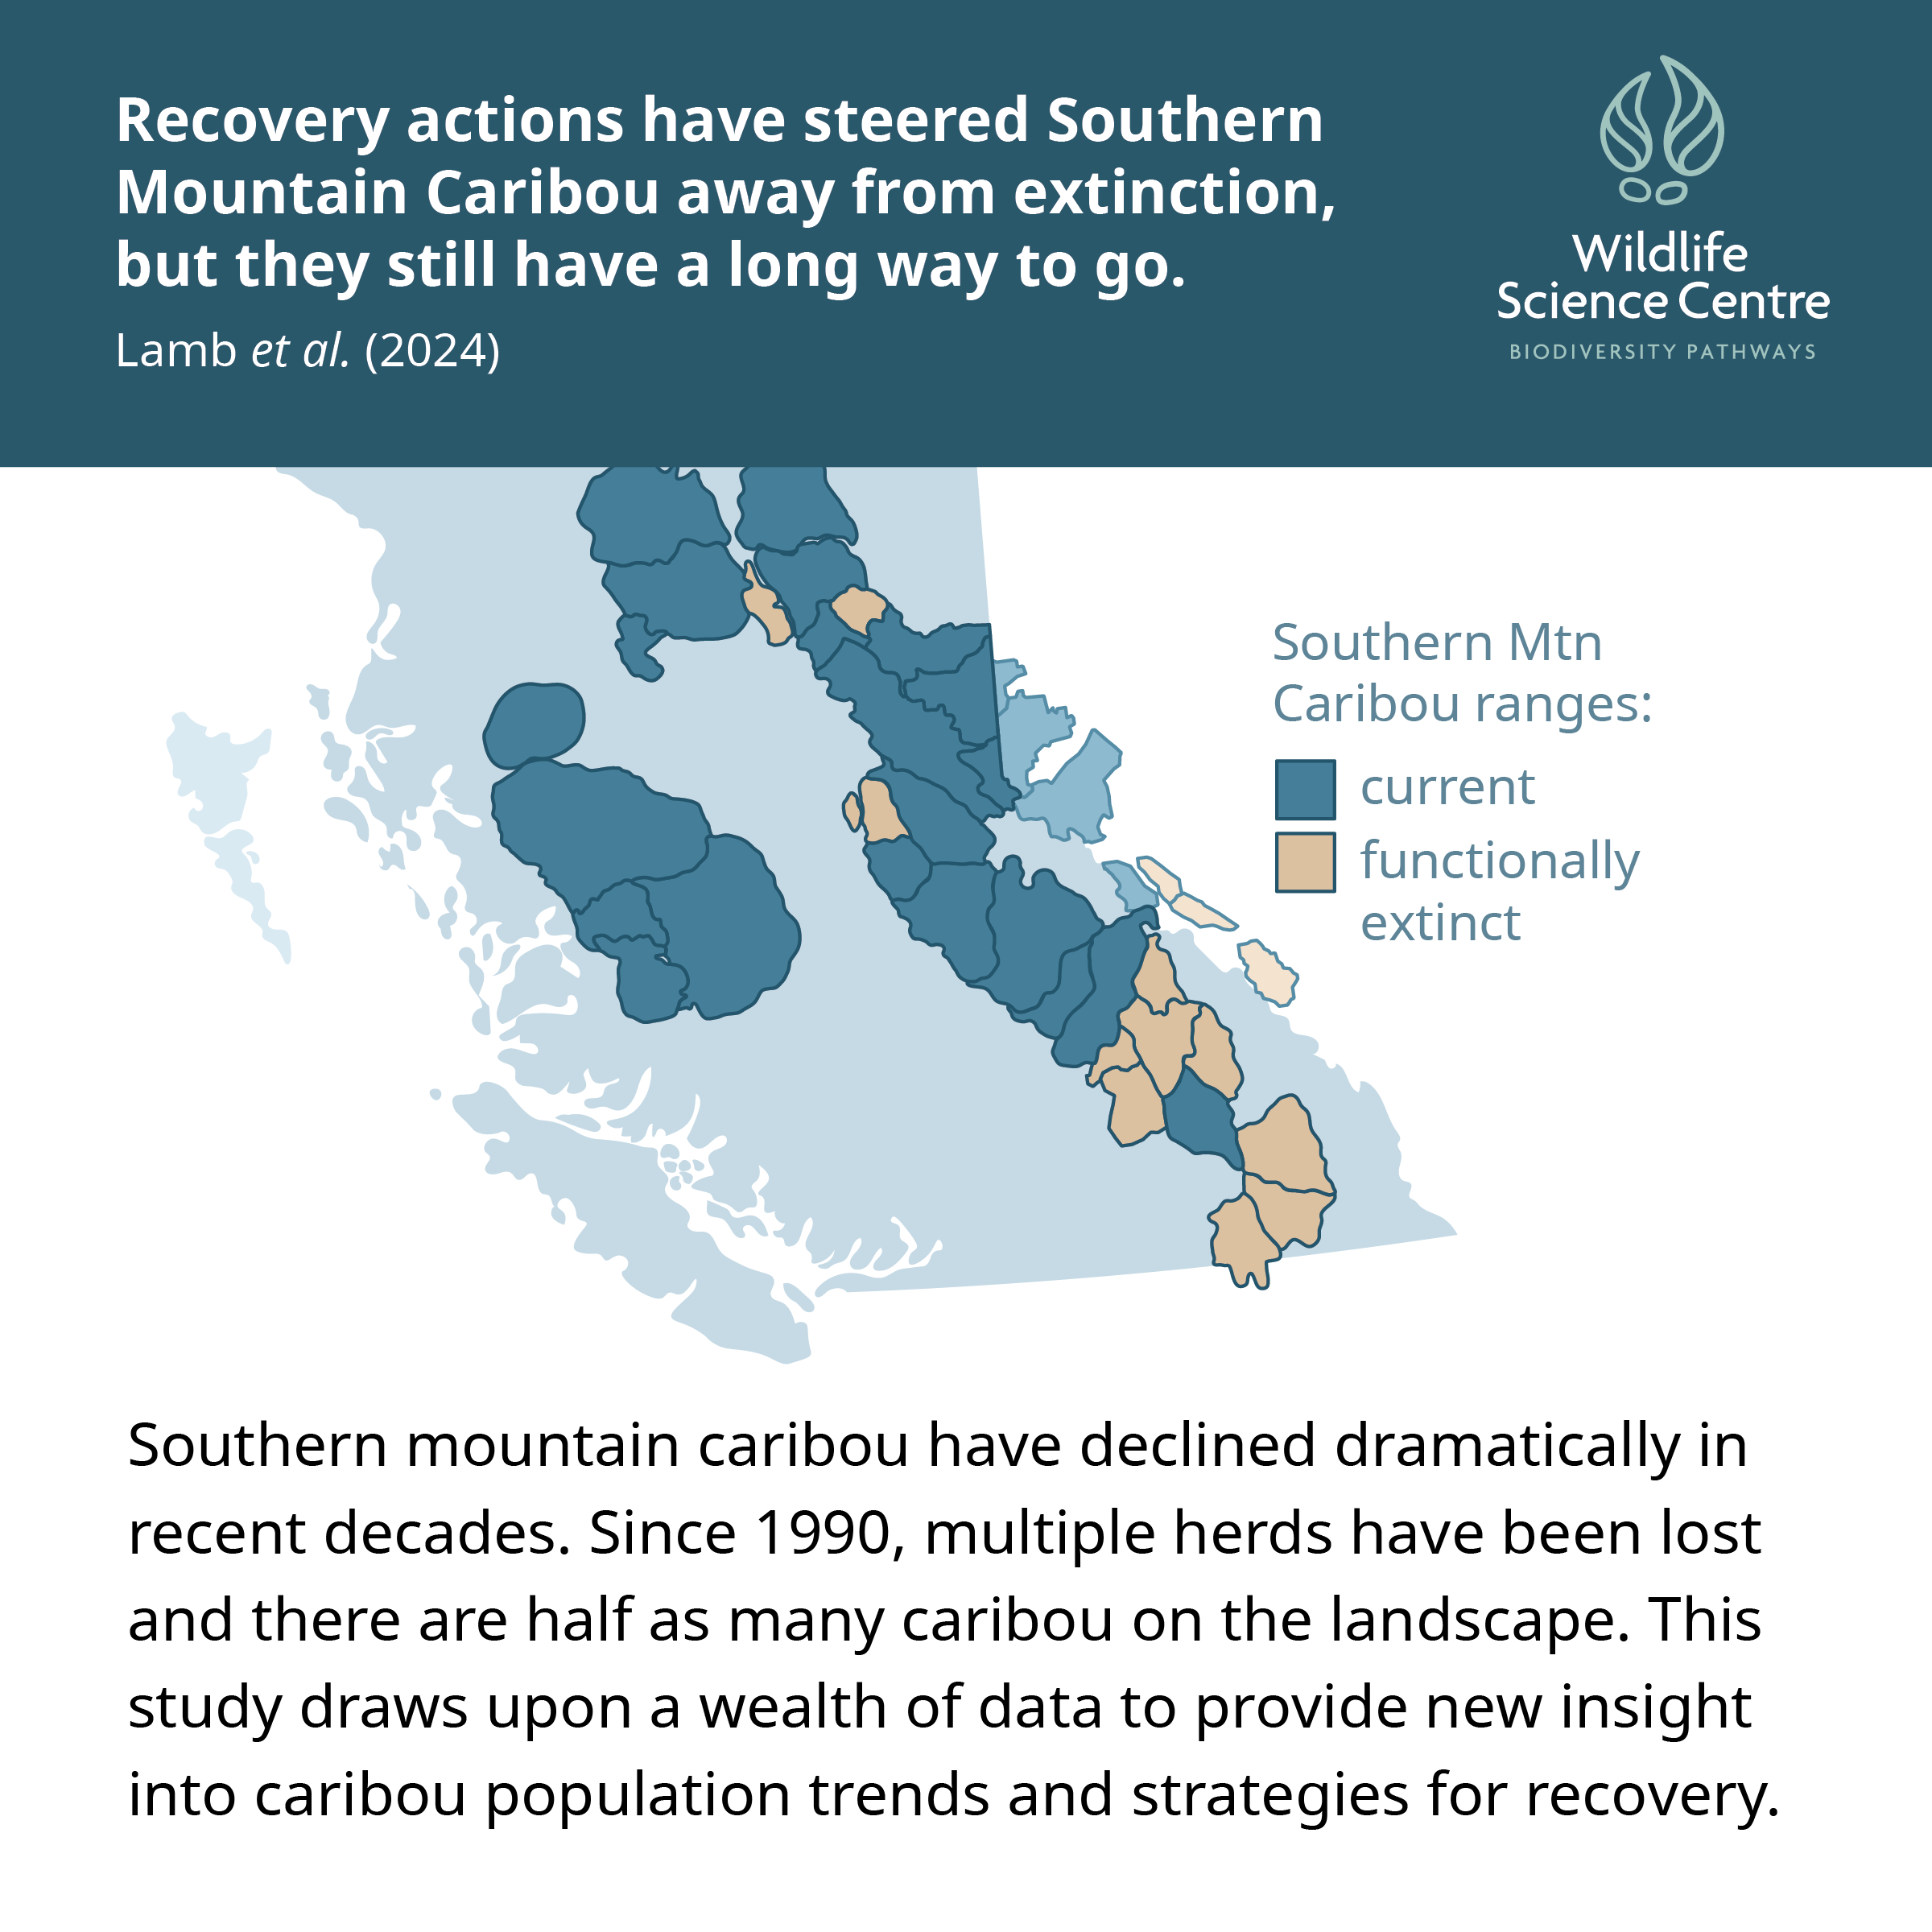 Recovery actions have steered Southern
Mountain Caribou away from extinction,
but they still have a long way to go.
Lamb et al. (2024)
Wildlife
Science Centre
BIODIVERSITY PATHWAYS
Southern Mtn
Caribou ranges:
current
functionally
extinct
Southern mountain caribou have declined dramatically in
recent decades. Since 1990, multiple herds have been lost
and there are half as many caribou on the landscape. This
study draws upon a wealth of data to provide new insight
into caribou population trends and strategies for recovery.